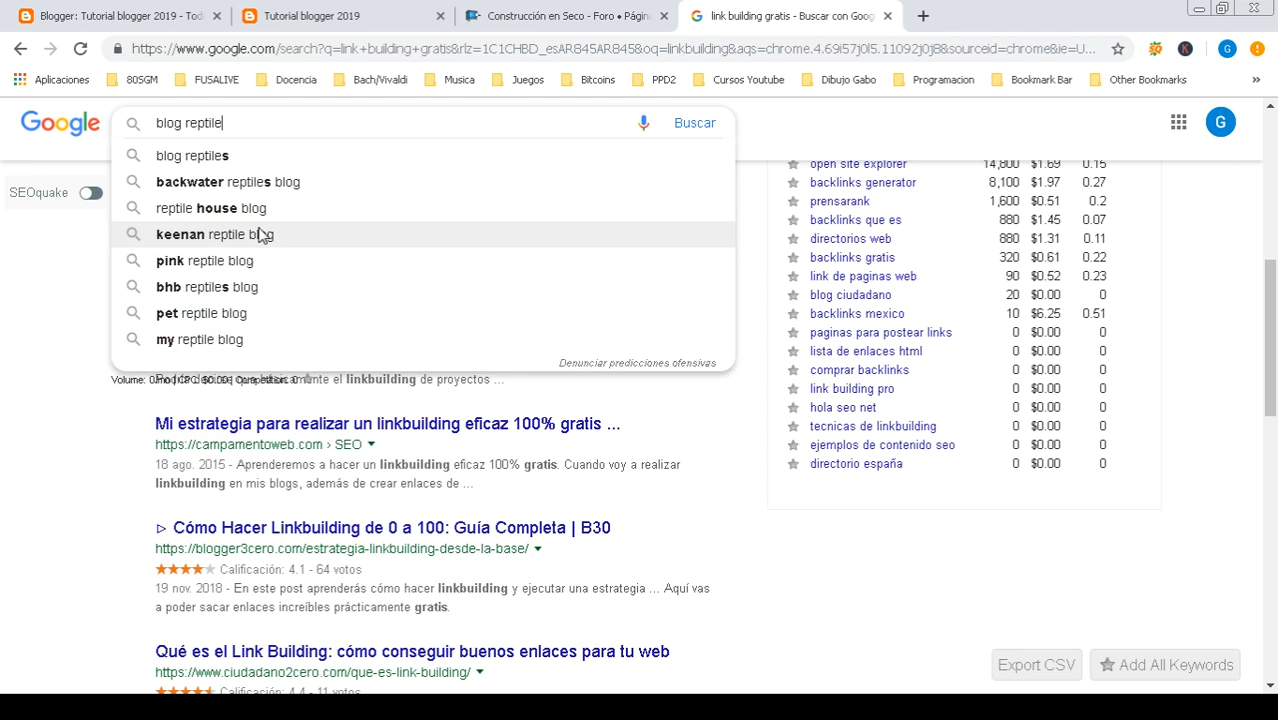 Blogger: Tutorial blogger 2019 - Tod
Tutorial blogger 2019
Construcción en Seco - Foro • Págine
link building gratis - Buscar con Goog
https://www.google.com/search?q=link+building+gratis&rlz=1C1CHBD_esAR845AR845&oq=linkbuilding&aqs=chrome.4.69i57j0l5.11092j0j8&sourceid=chrome&ie=U...
Aplicaciones
80SGM
FUSALIVE
Docencia
Bach/Vivaldi
Musica
Juegos
Bitcoins
PPD2
Cursos Youtube
Dibujo Gabo
Programacion
Bookmark Bar
Other Bookmarks
»
Google
blog reptile
Buscar
G
SEOquake
blog reptiles
backwater reptiles blog
reptile house blog
keenan reptile blog
pink reptile blog
bhb reptiles blog
pet reptile blog
my reptile blog
Denunciar predicciones ofensivas
el linkbuilding de proyectos ...
Mi estrategia para realizar un linkbuilding eficaz 100% gratis ...
https://campamentoweb.com › SEO
18 ago. 2015 - Aprenderemos a hacer un linkbuilding eficaz 100% gratis. Cuando voy a realizar
linkbuilding en mis blogs, además de crear enlaces de ...
▷ Cómo Hacer Linkbuilding de 0 a 100: Guía Completa | B30
https://blogger3cero.com/estrategia-linkbuilding-desde-la-base/
Calificación: 4.1 - 64 votos
19 nov. 2018 - En este post aprenderás cómo hacer linkbuilding y ejecutar una estrategia ... Aquí vas
a poder sacar enlaces increíbles prácticamente gratis.
Qué es el Link Building: cómo conseguir buenos enlaces para tu web
https://www.ciudadano2cero.com/que-es-link-building/
Calificación: 4.4 - 11 votos
open site explorer 14,800 $1.69 0.15
backlinks generator 8,100 $1.97 0.27
prensarank 1,600 $0.51 0.2
backlinks que es 880 $1.45 0.07
directorios web 880 $1.31 0.11
backlinks gratis 320 $0.61 0.22
link de paginas web 90 $0.52 0.23
blog ciudadano 20 $0.00 0
backlinks mexico 10 $6.25 0.51
paginas para postear links 0 $0.00 0
lista de enlaces html 0 $0.00 0
comprar backlinks 0 $0.00 0
link building pro 0 $0.00 0
hola seo net 0 $0.00 0
tecnicas de linkbuilding 0 $0.00 0
ejemplos de contenido seo 0 $0.00 0
directorio españa 0 $0.00 0
Export CSV
Add All Keywords